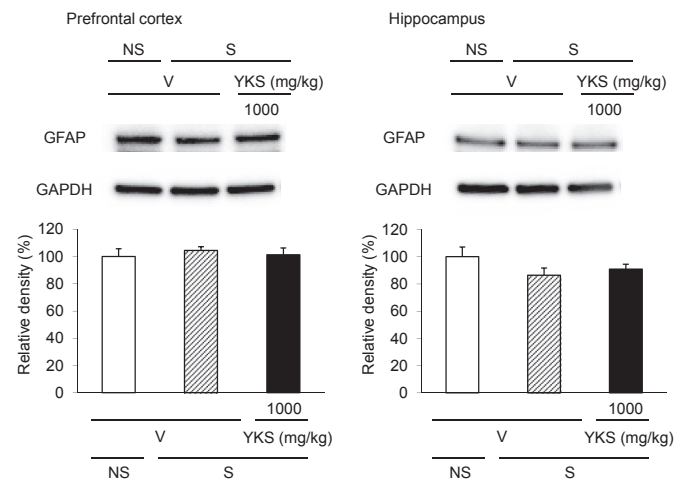 Prefrontal cortex
NS S
V YKS (mg/kg)
1000
GFAP
GAPDH
120
100
80
60
40
20
0
Relative density (%)
1000
V YKS (mg/kg)
NS S
Hippocampus
NS S
V YKS (mg/kg)
1000
GFAP
GAPDH
120
100
80
60
40
20
0
Relative density (%)
1000
V YKS (mg/kg)
NS S